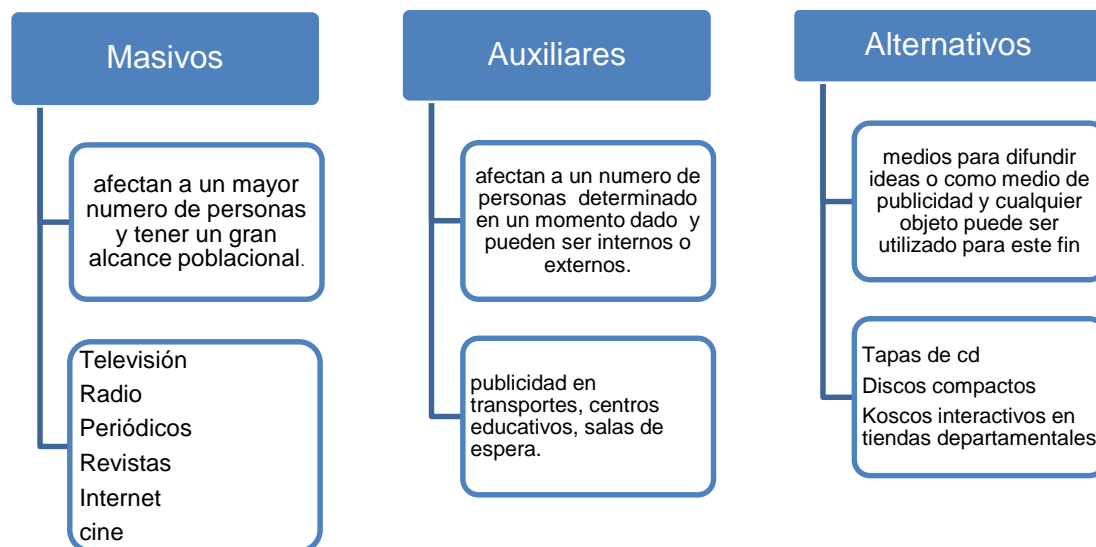 Masivos
afectan a un mayor
numero de personas
y tener un gran
alcance poblacional.
Televisión
Radio
Periódicos
Revistas
Internet
cine
Auxiliares
afectan a un numero de
personas determinado
en un momento dado y
pueden ser internos o
externos.
publicidad en
transportes, centros
educativos, salas de
espera.
Alternativos
medios para difundir
ideas o como medio de
publicidad y cualquier
objeto puede ser
utilizado para este fin
Tapas de cd
Discos compactos
Koscos interactivos en
tiendas departamentales